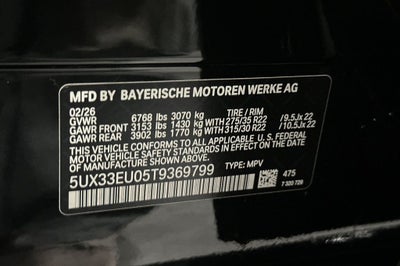 MFD BY BAYERISCHE MOTOREN WERKE AG
02/26 TIRE / RIM
GVWR 6768 lbs 3070 kg
GAWR FRONT 3153 lbs 1430 kg WITH 275/35 R22 / 9.5Jx 22
GAWR REAR 3902 lbs 1770 kg WITH 315/30 R22 / 10.5Jx 22
THIS VEHICLE CONFORMS TO ALL APPLICABLE U.S. FEDERAL
MOTOR VEHICLE SAFETY STANDARDS IN EFFECT ON
THE DATE OF MANUFACTURE SHOWN ABOVE.
5UX33EU05T9369799 TYPE: MPV
475
7 320 728